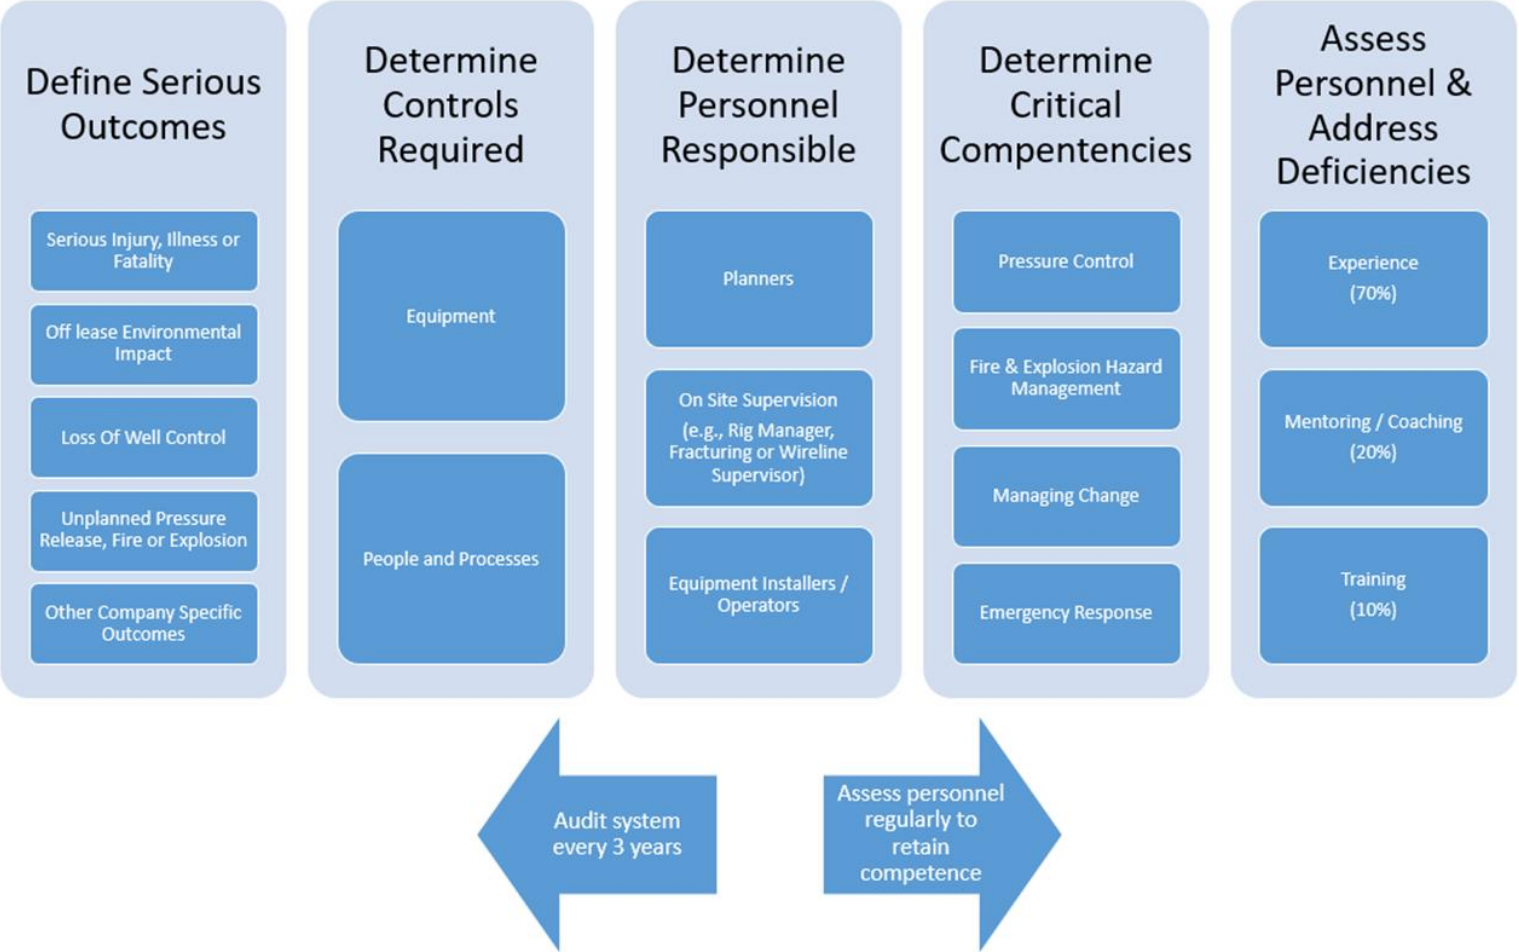 Define Serious
Outcomes
Serious Injury, Illness or
Fatality
Off lease Environmental
Impact
Loss Of Well Control
Unplanned Pressure
Release, Fire or Explosion
Other Company Specific
Outcomes
Determine
Controls
Required
Equipment
People and Processes
Determine
Personnel
Responsible
Planners
On Site Supervision
(e.g., Rig Manager,
Fracturing or Wireline
Supervisor)
Equipment Installers /
Operators
Determine
Critical
Compentencies
Pressure Control
Fire & Explosion Hazard
Management
Managing Change
Emergency Response
Assess
Personnel &
Address
Deficiencies
Experience
(70%)
Mentoring / Coaching
(20%)
Training
(10%)
Audit system
every 3 years
Assess personnel
regularly to
retain
competence